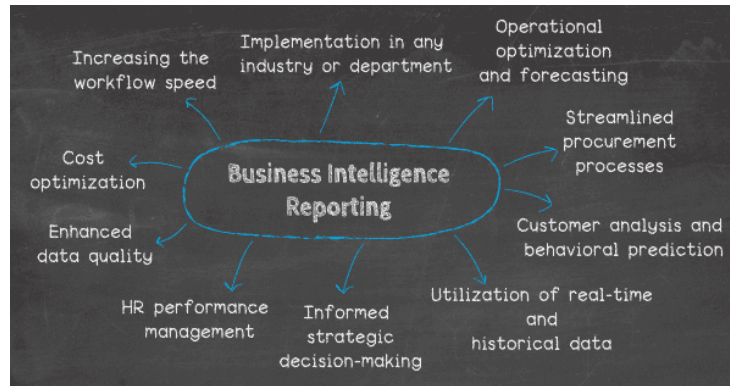 Increasing the
workflow speed
Implementation in any
industry or department
Operational
optimization
and forecasting
Streamlined
procurement
processes
Cost
optimization
Business Intelligence
Reporting
Customer analysis and
behavioral prediction
Enhanced
data quality
HR performance
management
Informed
strategic
decision-making
Utilization of real-time
and
historical data